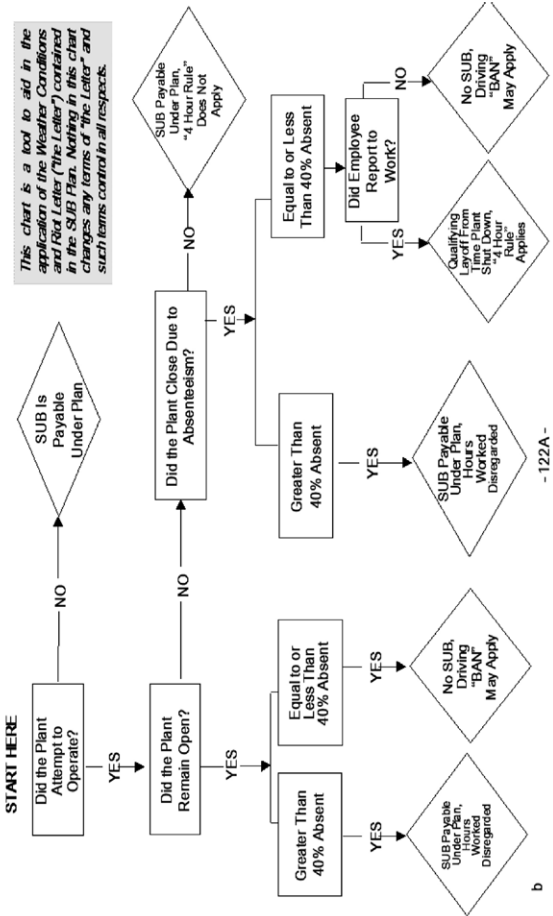 START HERE
This chart is a tool to aid in the
application of the Weather Conditions
and Riot Letter ("the Letter") contained
in the SUB Plan. Nothing in this chart
changes any terms of "the Letter" and
such terms control in all respects.
Did the Plant
Attempt to
Operate?
NO
SUB Is
Payable
Under Plan
YES
Did the Plant
Remain Open?
NO
Did the Plant Close Due to
Absenteeism?
NO
SUB Payable
Under Plan,
"4 Hour Rule"
Does Not
Apply
YES
YES
Greater Than
40% Absent
Equal to or
Less Than
40% Absent
Greater Than
40% Absent
Equal to or Less
Than 40% Absent
YES
YES
YES
Did Employee
Report to
Work?
YES
NO
SUB Payable
Under Plan,
Hours
Worked
Disregarded
No SUB,
Driving
"BAN"
May Apply
SUB Payable
Under Plan,
Hours
Worked
Disregarded
Qualifying
Layoff From
Time Plant
Shut Down,
"4 Hour
Rule"
Applies
No SUB,
Driving
"BAN"
May Apply
b
-122A-